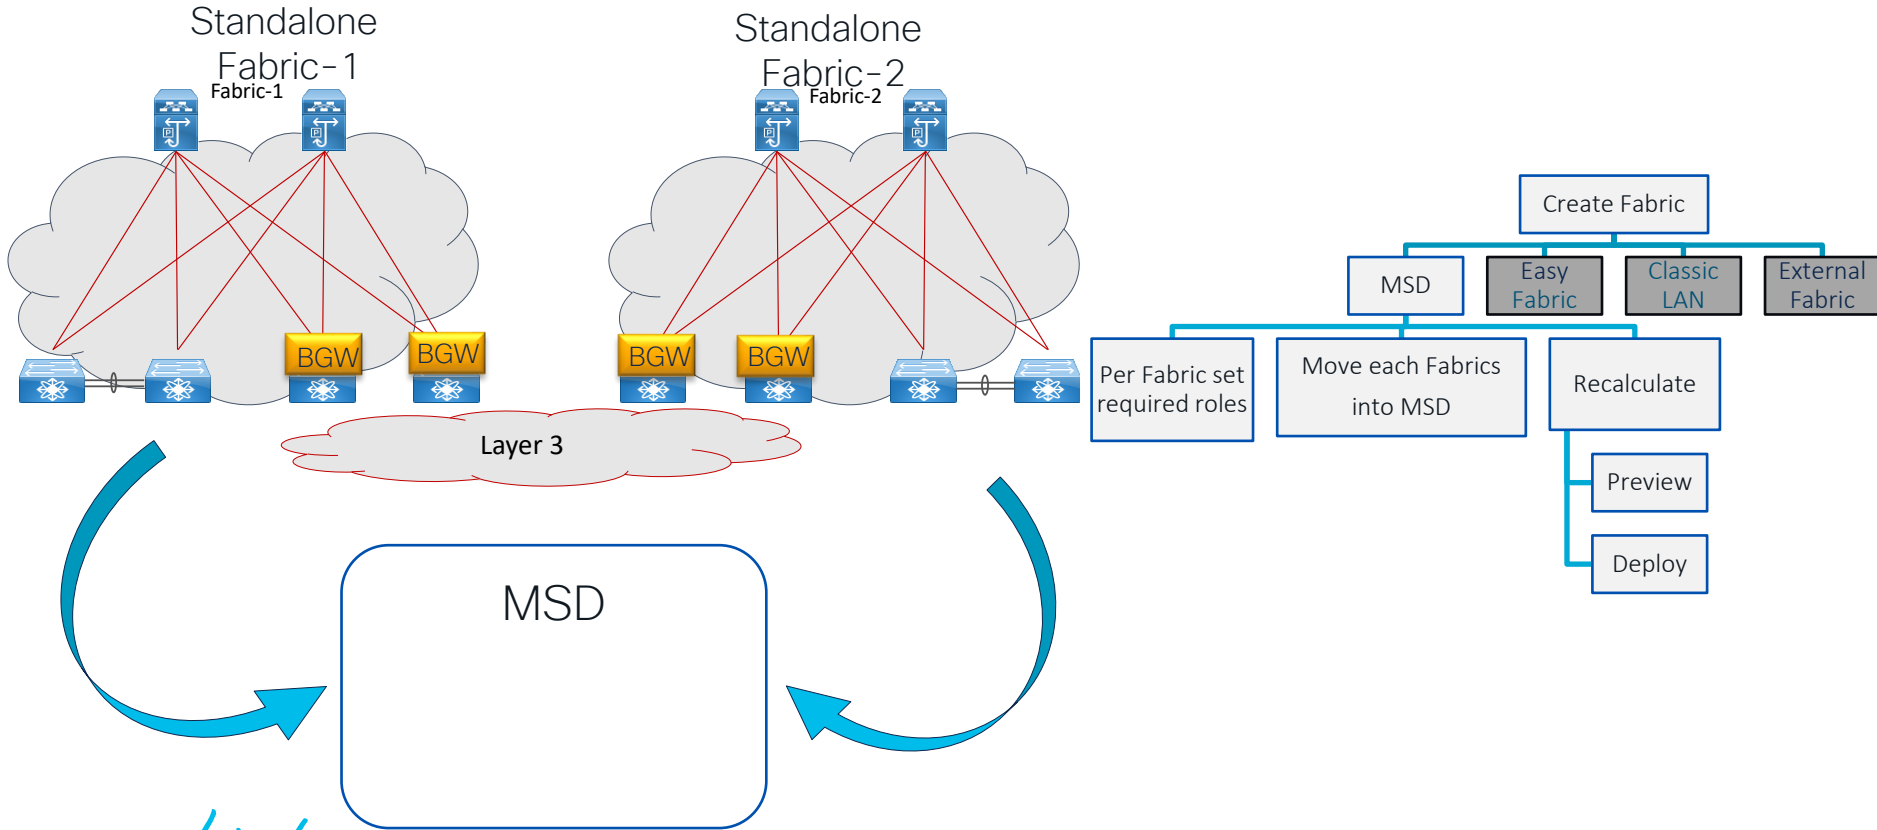 Standalone
Fabric-1
Fabric-1
Standalone
Fabric-2
Fabric-2
BGW
BGW
BGW
BGW
Layer 3
MSD
Create Fabric
MSD
Easy
Fabric
Classic
LAN
External
Fabric
Per Fabric set
required roles
Move each Fabrics
into MSD
Recalculate
Preview
Deploy